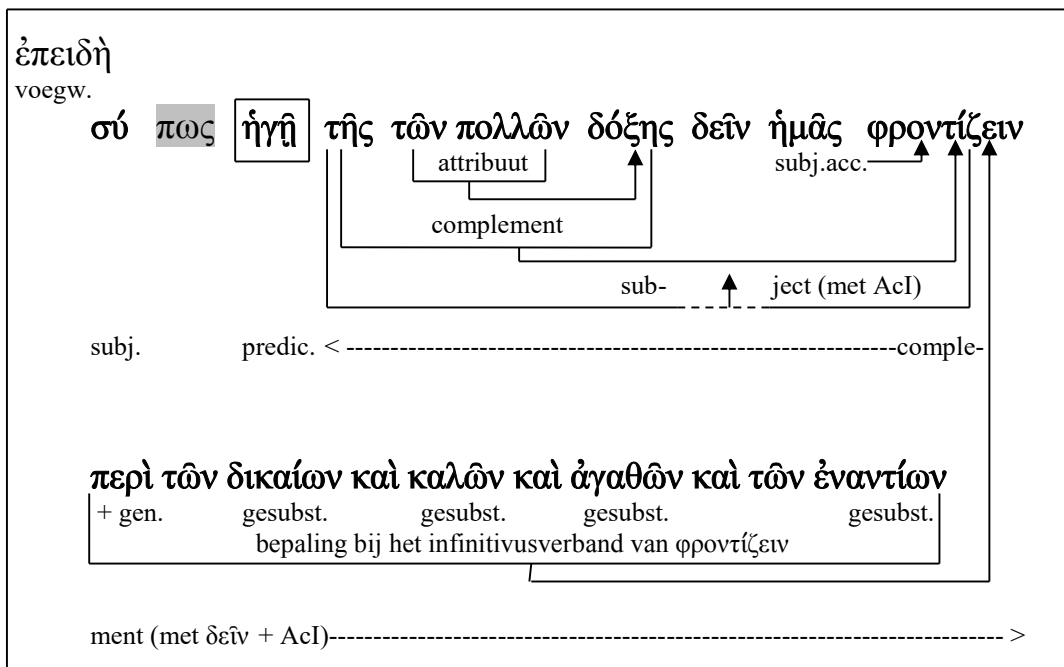 ἐπειδὴ
voegw.
σύ πως ἡγῇ τῆς τῶν πολλῶν δόξης δεῖν ἡμᾶς φροντίζειν
attribuut subj.acc.
complement
sub- ject (met AcI)
subj. predic. < ------------------------------------------------------------comple-
περὶ τῶν δικαίων καὶ καλῶν καὶ ἀγαθῶν καὶ τῶν ἐναντίων
+ gen. gesubst. gesubst. gesubst. gesubst.
bepaling bij het infinitivusverband van φροντίζειν
ment (met δεῖν + AcI)------------------------------------------------------------------------- >